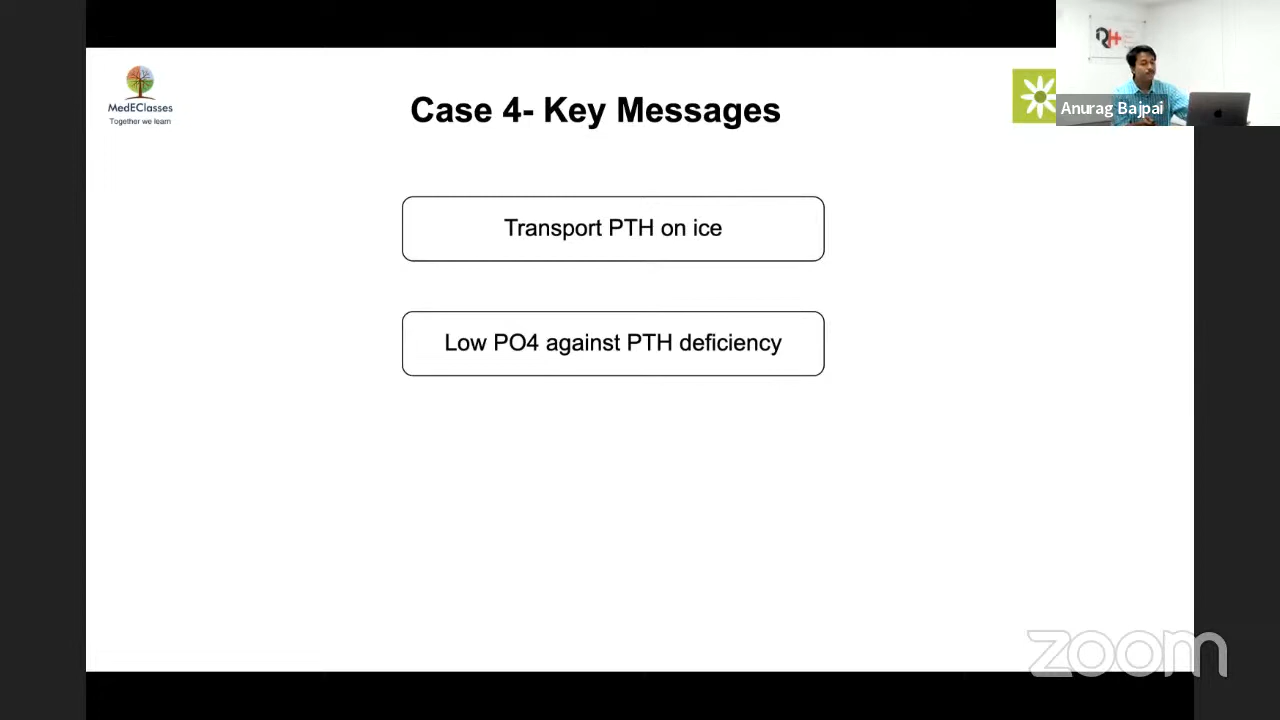 MedEClasses
Together we learn
Case 4- Key Messages
Anurag Bajpai
Transport PTH on ice
Low PO4 against PTH deficiency
zoom